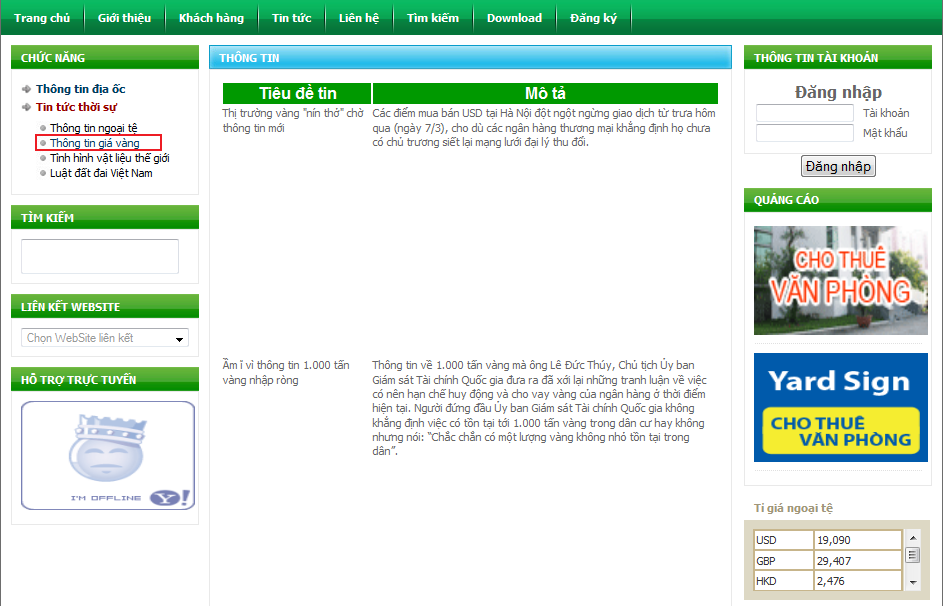 Trang chủ
Giới thiệu
Khách hàng
Tin tức
Liên hệ
Tìm kiếm
Download
Đăng ký
CHỨC NĂNG
Thông tin địa ốc
Tin tức thời sự
Thông tin ngoại tệ
Thông tin giá vàng
Tình hình vật liệu thế giới
Luật đất đai Việt Nam
TÌM KIẾM
LIÊN KẾT WEBSITE
Chọn WebSite liên kết
HỖ TRỢ TRỰC TUYẾN
I'M OFFLINE Y!
THÔNG TIN
Tiêu đề tin
Mô tả
Thị trường vàng "nín thở" chờ
thông tin mới
Các điểm mua bán USD tại Hà Nội đột ngột ngừng giao dịch từ trưa hôm
qua (ngày 7/3), cho dù các ngân hàng thương mại khẳng định họ chưa
có chủ trương siết lại mạng lưới đại lý thu đổi.
Ầm ĩ vì thông tin 1.000 tấn
vàng nhập ròng
Thông tin về 1.000 tấn vàng mà ông Lê Đức Thúy, Chủ tịch Ủy ban
Giám sát Tài chính Quốc gia đưa ra đã xới lại những tranh luận về việc
có nên hạn chế huy động và cho vay vàng của ngân hàng ở thời điểm
hiện tại. Người đứng đầu Ủy ban Giám sát Tài chính Quốc gia không
khẳng định việc có tồn tại tới 1.000 tấn vàng trong dân cư hay không
nhưng nói: “Chắc chắn có một lượng vàng không nhỏ tồn tại trong
dân”.
THÔNG TIN TÀI KHOẢN
Đăng nhập
Tài khoản
Mật khẩu
Đăng nhập
QUẢNG CÁO
CHO THUÊ
VĂN PHÒNG
Yard Sign
CHO THUÊ
VĂN PHÒNG
Tỉ giá ngoại tệ
USD 19,090
GBP 29,407
HKD 2,476